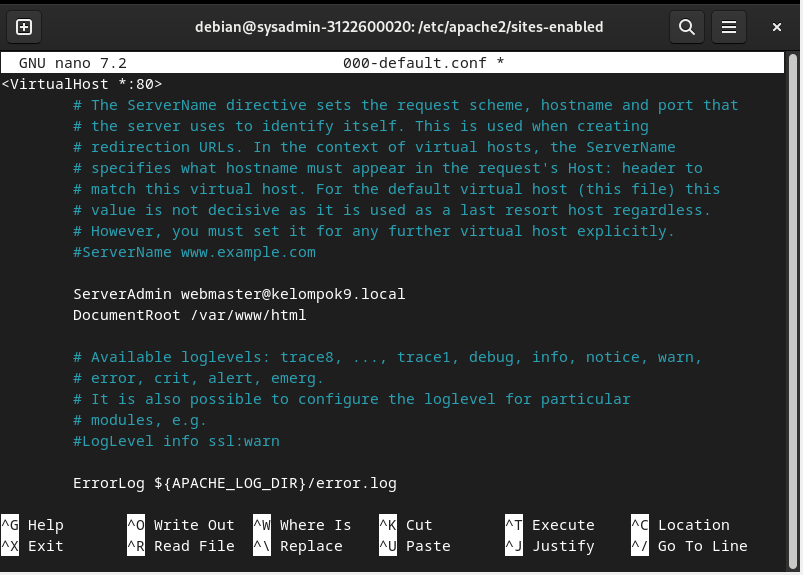 debian@sysadmin-3122600020: /etc/apache2/sites-enabled
GNU nano 7.2 000-default.conf *
<VirtualHost *:80>
# The ServerName directive sets the request scheme, hostname and port that
# the server uses to identify itself. This is used when creating
# redirection URLs. In the context of virtual hosts, the ServerName
# specifies what hostname must appear in the request's Host: header to
# match this virtual host. For the default virtual host (this file) this
# value is not decisive as it is used as a last resort host regardless.
# However, you must set it for any further virtual host explicitly.
#ServerName www.example.com
ServerAdmin webmaster@kelompok9.local
DocumentRoot /var/www/html
# Available loglevels: trace8, ..., trace1, debug, info, notice, warn,
# error, crit, alert, emerg.
# It is also possible to configure the loglevel for particular
# modules, e.g.
#LogLevel info ssl:warn
ErrorLog ${APACHE_LOG_DIR}/error.log
^G Help ^O Write Out ^W Where Is ^K Cut ^T Execute ^C Location
^X Exit ^R Read File ^\ Replace ^U Paste ^J Justify ^/ Go To Line